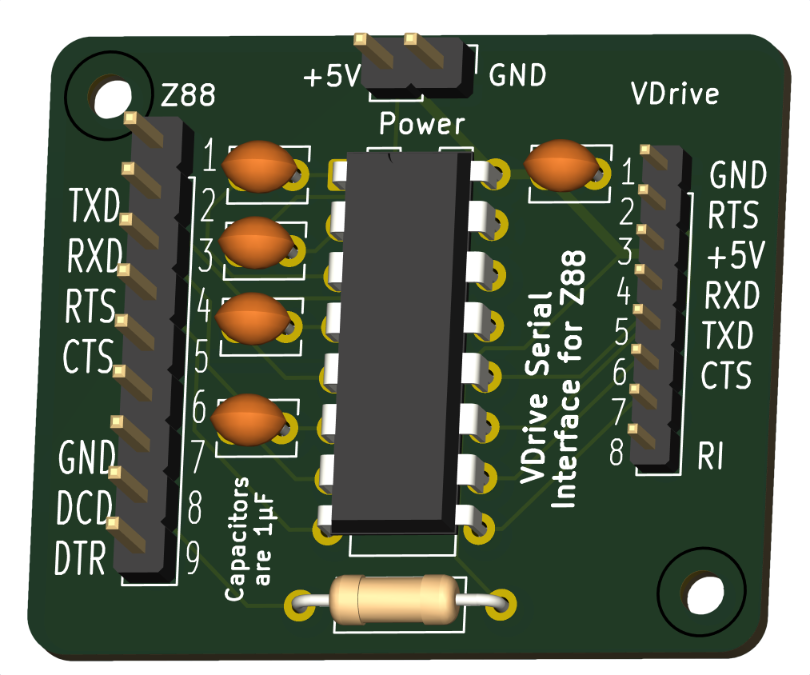 +5V
GND
Power
Z88
1
2
3
4
5
6
7
8
9
TXD
RXD
RTS
CTS
GND
DCD
DTR
Capacitors
are 1µF
VDrive Serial
Interface for Z88
VDrive
1
2
3
4
5
6
7
8
GND
RTS
+5V
RXD
TXD
CTS
RI